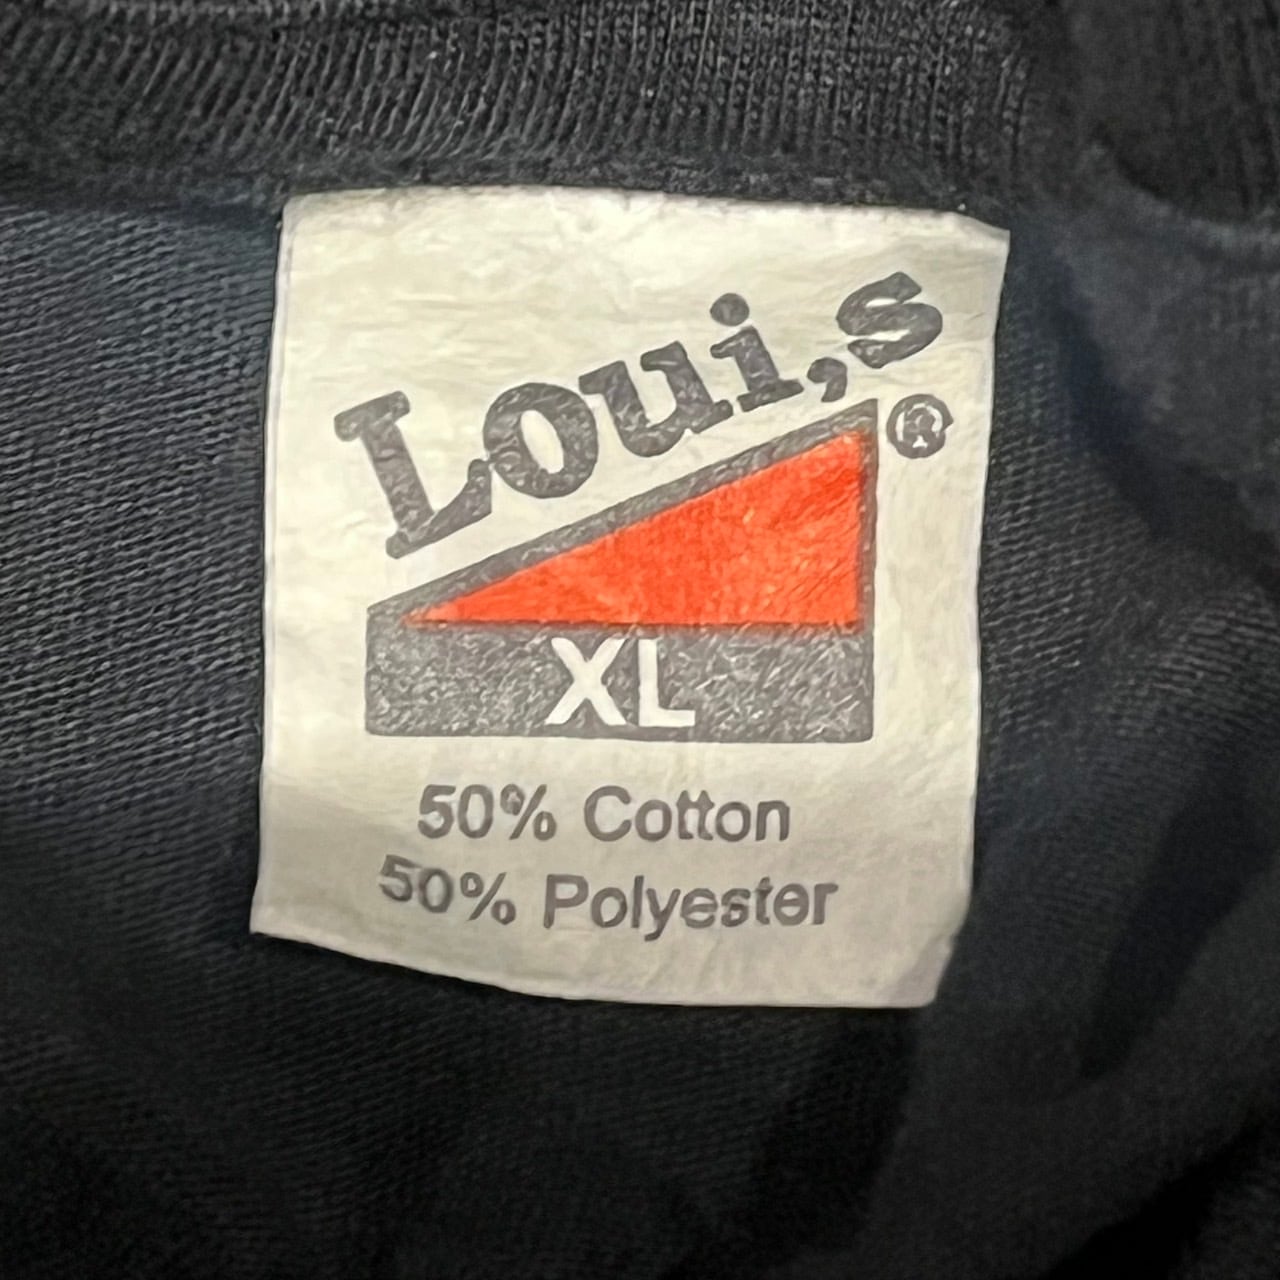 Loui,s
®
XL
50% Cotton
50% Polyester